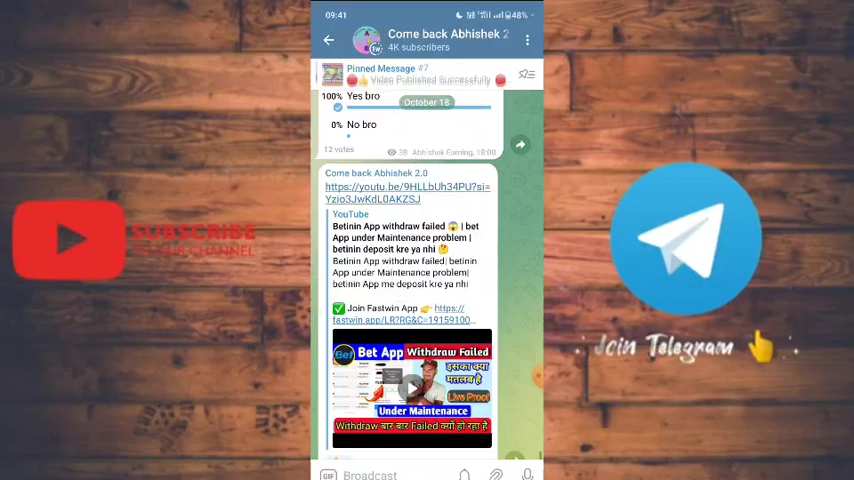 09:41
48%
Come back Abhishek 2
4K subscribers
Pinned Message #7
Video Published Successfully
100% Yes bro
October 18
0% No bro
12 votes
38 Abhishek Earning, 18:08
Come back Abhishek 2.0
https://youtu.be/9HLLbUh34PU?si=
Yzio3JwKdL0AKZSJ
YouTube
Betinin App withdraw failed 😱 | bet
App under Maintenance problem |
betinin deposit kre ya nhi 🤔
Betinin App withdraw failed| betinin
App under Maintenance problem|
betinin App me deposit kre ya nhi
✅ Join Fastwin App 👉 https://
fastwin.app/LR?RG&C=19159100...
Bet Bet App Withdraw Failed
इसका क्या
मतलब है
Live Proof
Under Maintenance
Withdraw बार बार Failed क्यों हो रहा है
GIF Broadcast
SUBSCRIBE
CHANNEL
Join Telegram 👆